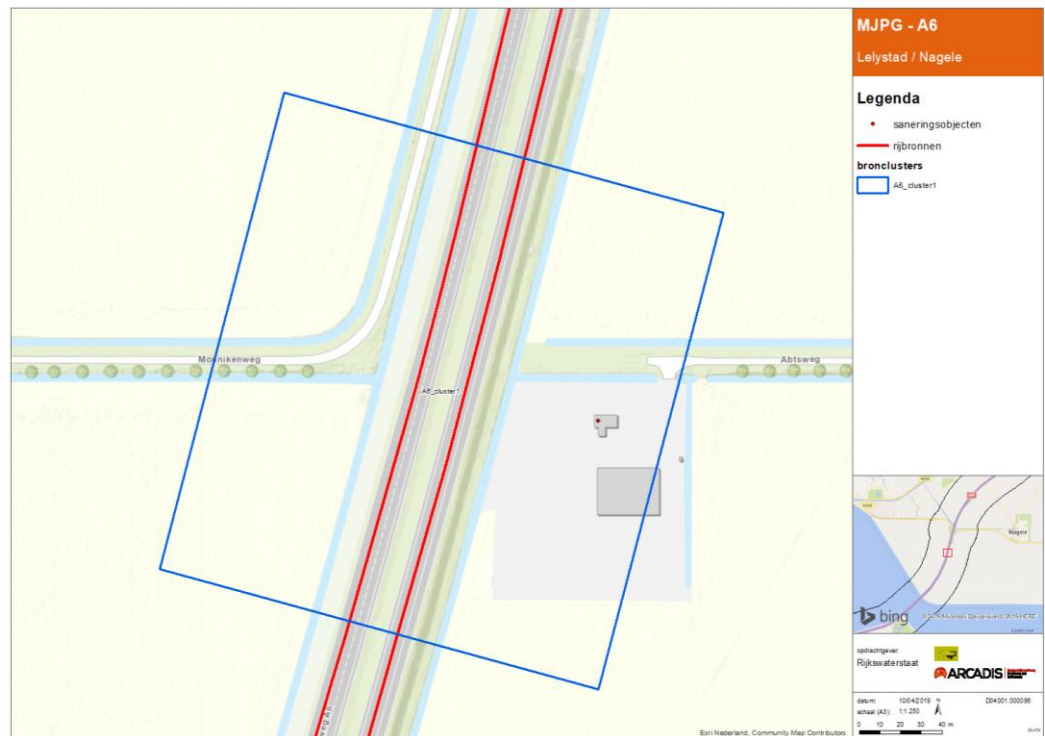 MJPG - A6
Lelystad / Nagele
Legenda
saneringsobjecten
rijbronnen
bronclusters
A6_cluster1
Monnikenweg
Abtsweg
A6_cluster1
weg A6
Nagele
bing
opdrachtgever:
Rijkswaterstaat
ARCADIS
datum: 10/04/2019 N D04001.000096
schaal (A3): 1:1.250
0 10 20 30 40 m
Esri Nederland, Community Map Contributors